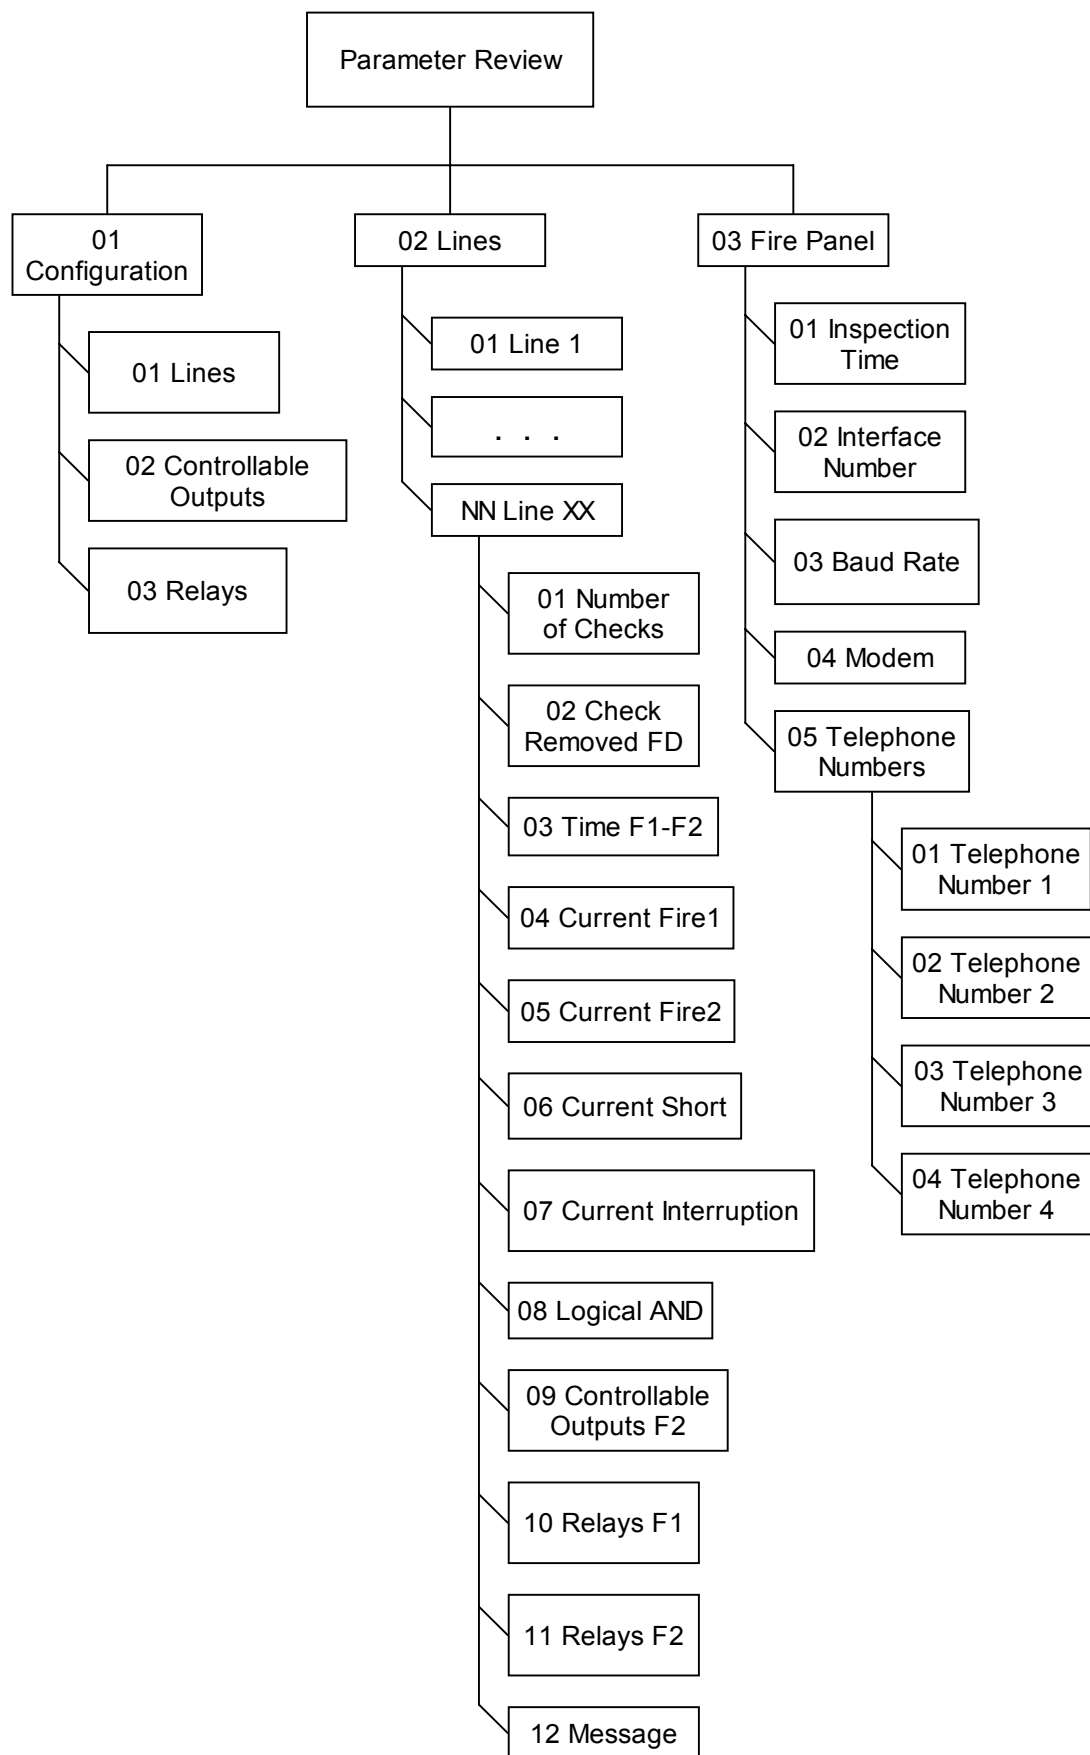 Parameter Review
01
Configuration
01 Lines
02 Controllable
Outputs
03 Relays
02 Lines
01 Line 1
. . .
NN Line XX
01 Number
of Checks
02 Check
Removed FD
03 Time F1-F2
04 Current Fire1
05 Current Fire2
06 Current Short
07 Current Interruption
08 Logical AND
09 Controllable
Outputs F2
10 Relays F1
11 Relays F2
12 Message
03 Fire Panel
01 Inspection
Time
02 Interface
Number
03 Baud Rate
04 Modem
05 Telephone
Numbers
01 Telephone
Number 1
02 Telephone
Number 2
03 Telephone
Number 3
04 Telephone
Number 4